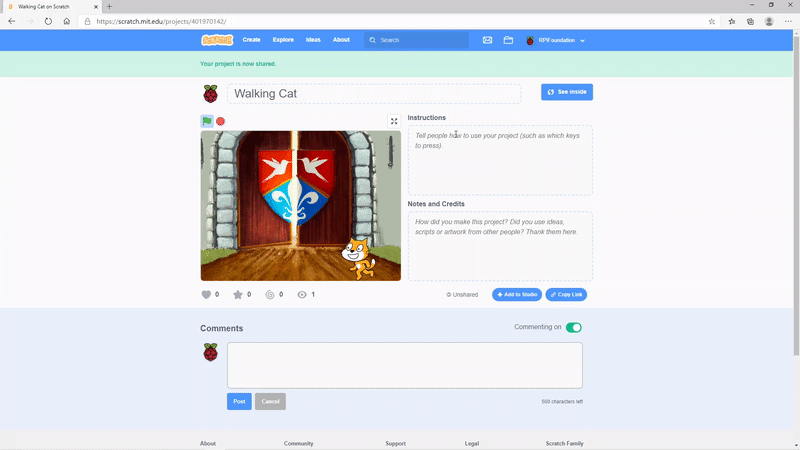 Walking Cat on Scratch
https://scratch.mit.edu/projects/401970142/
SCRATCH
Create
Explore
Ideas
About
Search
RPiFoundation
Your project is now shared.
Walking Cat
See inside
Instructions
Tell people how to use your project (such as which keys
to press).
Notes and Credits
How did you make this project? Did you use ideas,
scripts or artwork from other people? Thank them here.
0
0
0
1
Unshared
Add to Studio
Copy Link
Comments
Commenting on
Post
Cancel
500 characters left
About
Community
Support
Legal
Scratch Family